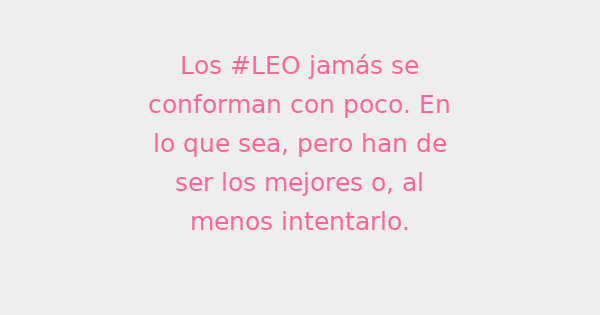 Los #LEO jamás se
conforman con poco. En
lo que sea, pero han de
ser los mejores o, al
menos intentarlo.